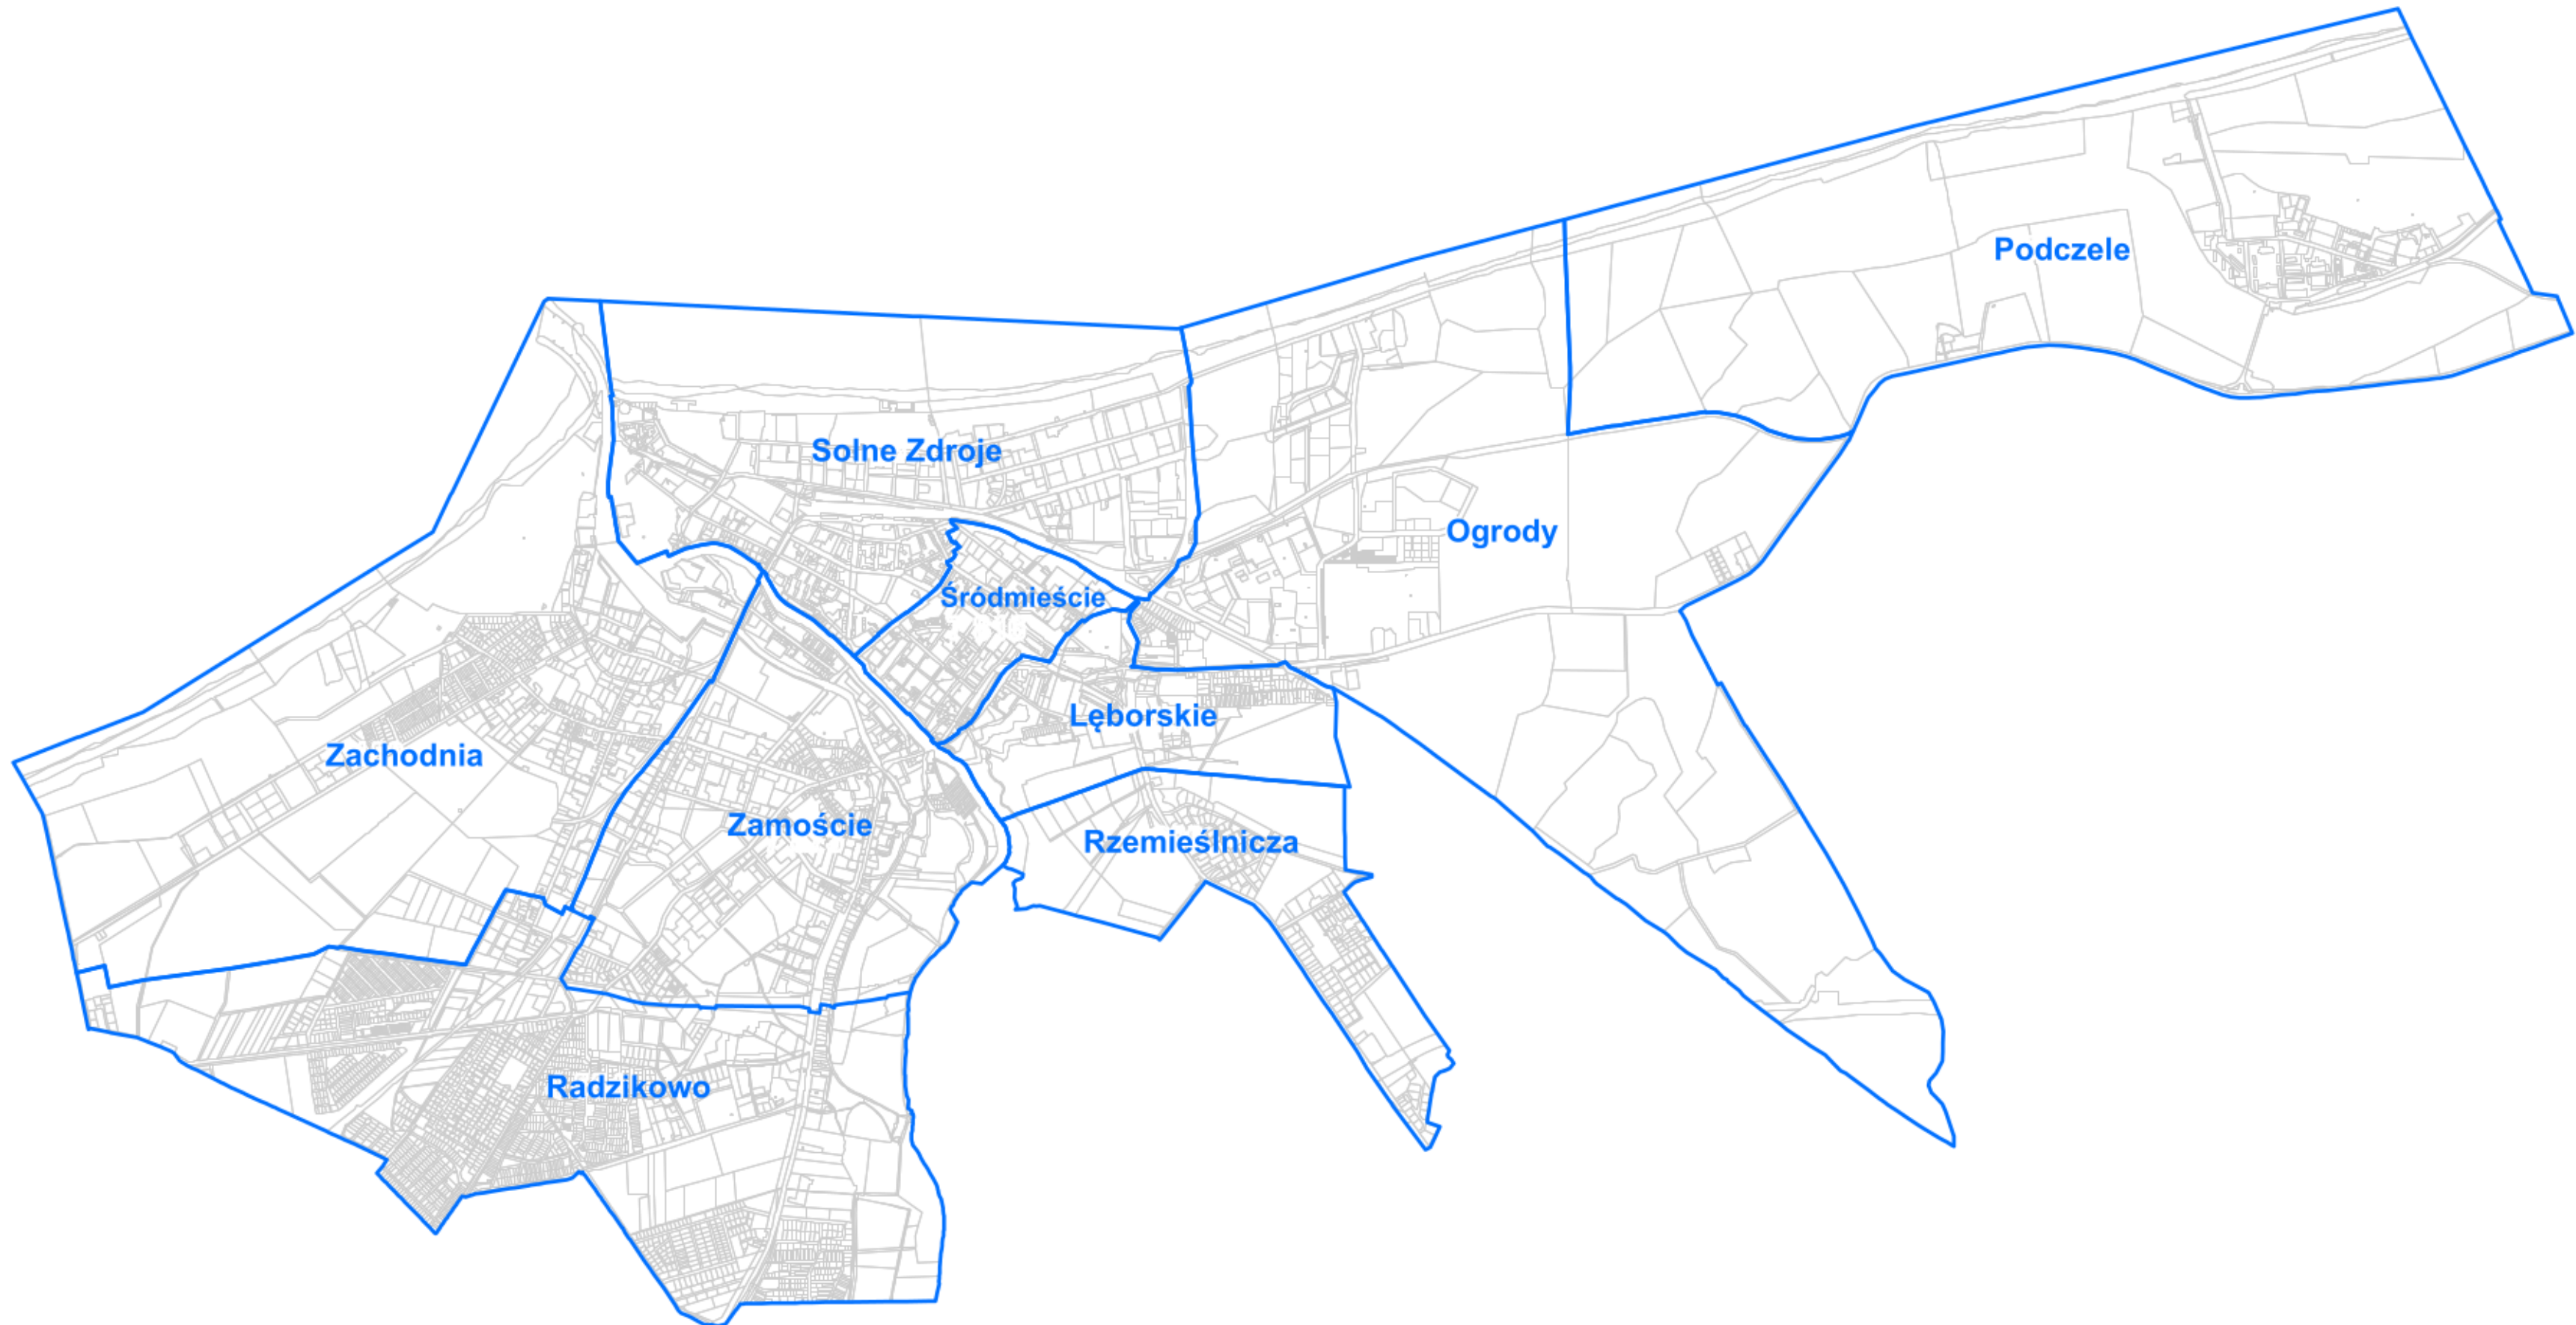 Podczele
Solne Zdroje
Ogrody
Śródmieście
Lęborskie
Zachodnia
Zamoście
Rzemieślnicza
Radzikowo